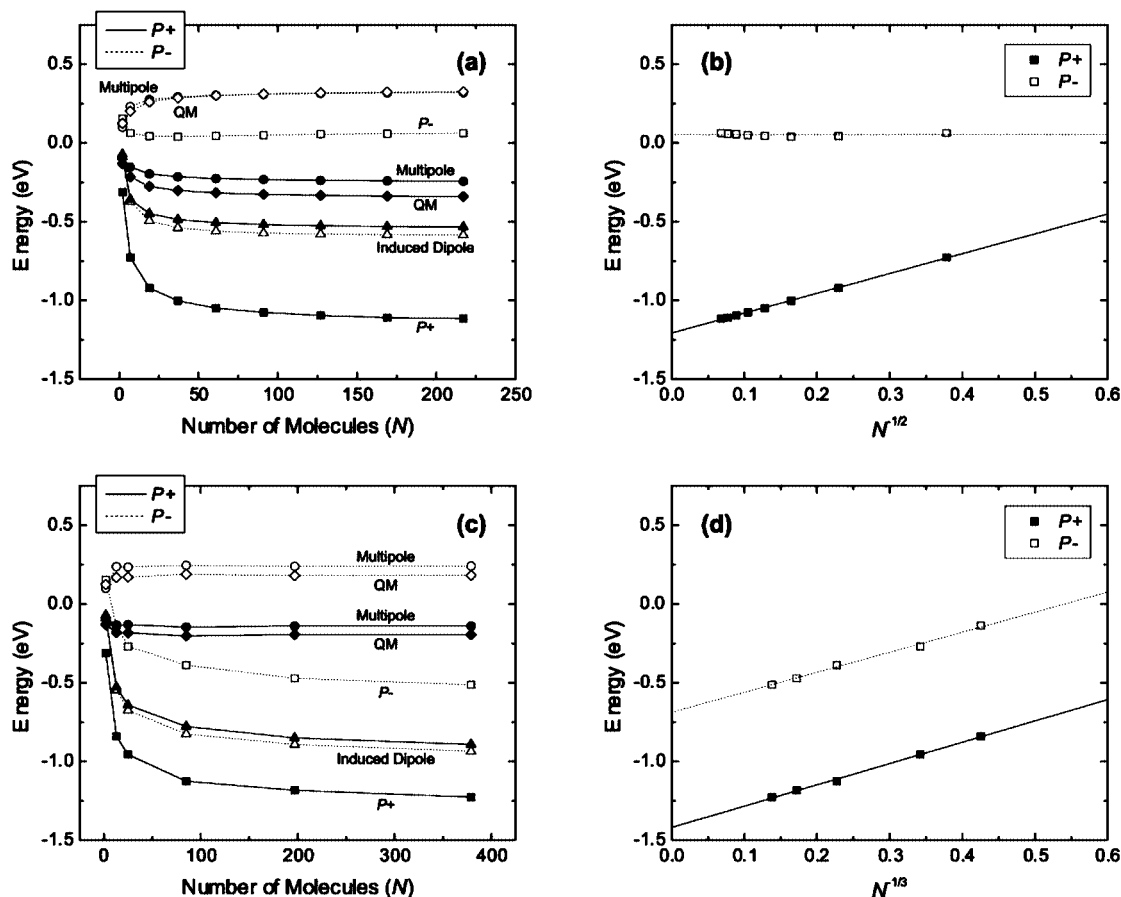 P+
P-
(a)
0.5
0.0
-0.5
-1.0
-1.5
Energy (eV)
Multipole
QM
P-
Multipole
QM
Induced Dipole
P+
0 50 100 150 200 250
Number of Molecules (N)
(b)
P+
P-
0.5
0.0
-0.5
-1.0
-1.5
Energy (eV)
0.0 0.1 0.2 0.3 0.4 0.5 0.6
N-1/2
P+
P-
(c)
0.5
0.0
-0.5
-1.0
-1.5
Energy (eV)
Multipole
QM
Multipole
QM
P-
Induced Dipole
P+
0 100 200 300 400
Number of Molecules (N)
(d)
P+
P-
0.5
0.0
-0.5
-1.0
-1.5
Energy (eV)
0.0 0.1 0.2 0.3 0.4 0.5 0.6
N-1/3